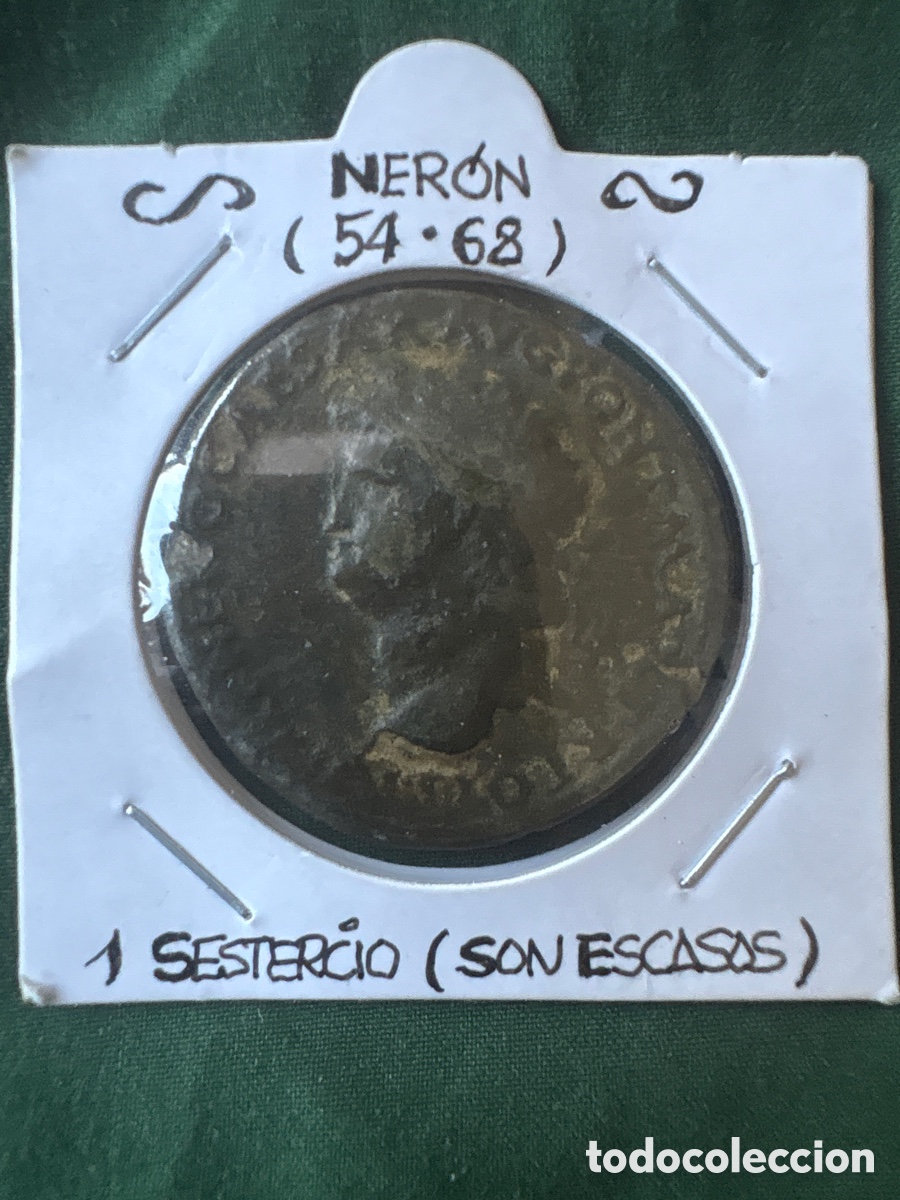 NERÓN
(54·68)
1 SESTERCIO (SON ESCASOS)
todocoleccion